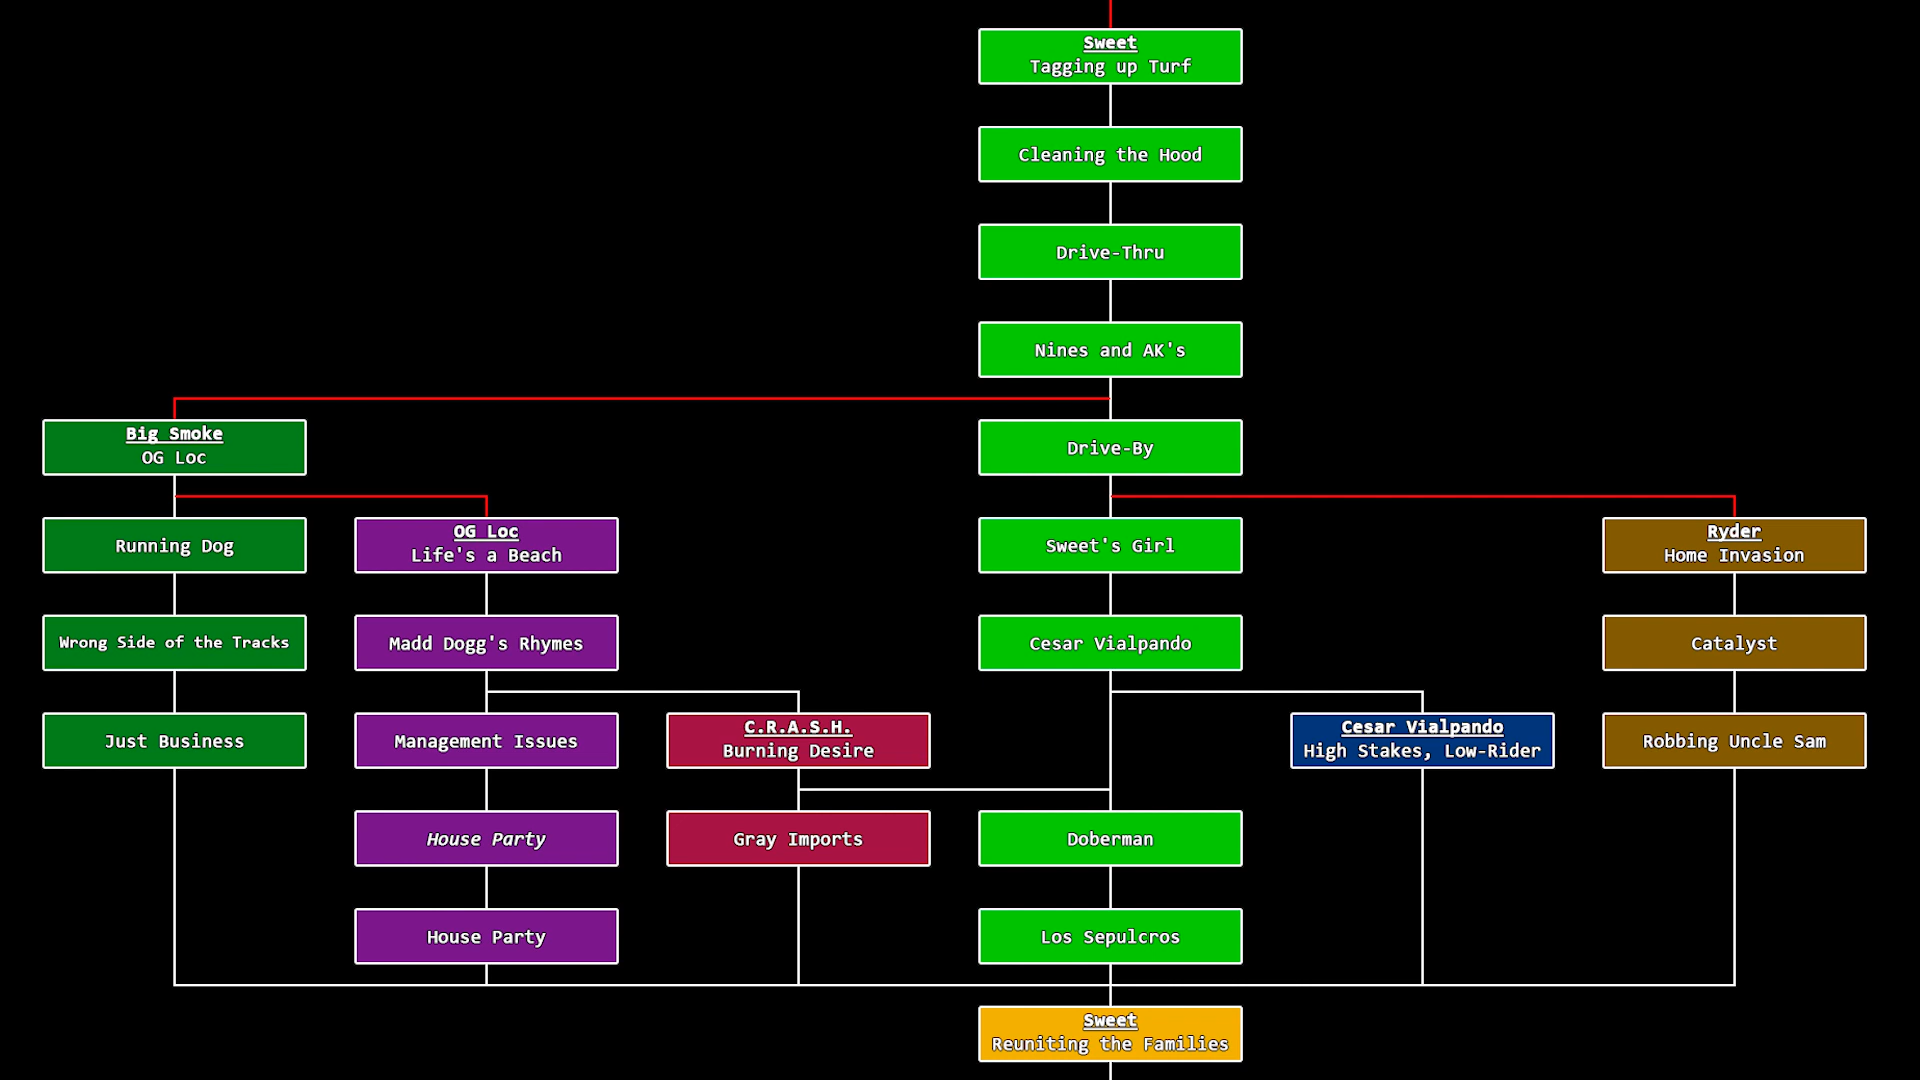 Sweet
Tagging up Turf
Cleaning the Hood
Drive-Thru
Nines and AK's
Big Smoke
OG Loc
Drive-By
Running Dog
OG Loc
Life's a Beach
Sweet's Girl
Ryder
Home Invasion
Wrong Side of the Tracks
Madd Dogg's Rhymes
Cesar Vialpando
Catalyst
Just Business
Management Issues
C.R.A.S.H.
Burning Desire
Cesar Vialpando
High Stakes, Low-Rider
Robbing Uncle Sam
House Party
Gray Imports
Doberman
House Party
Los Sepulcros
Sweet
Reuniting the Families